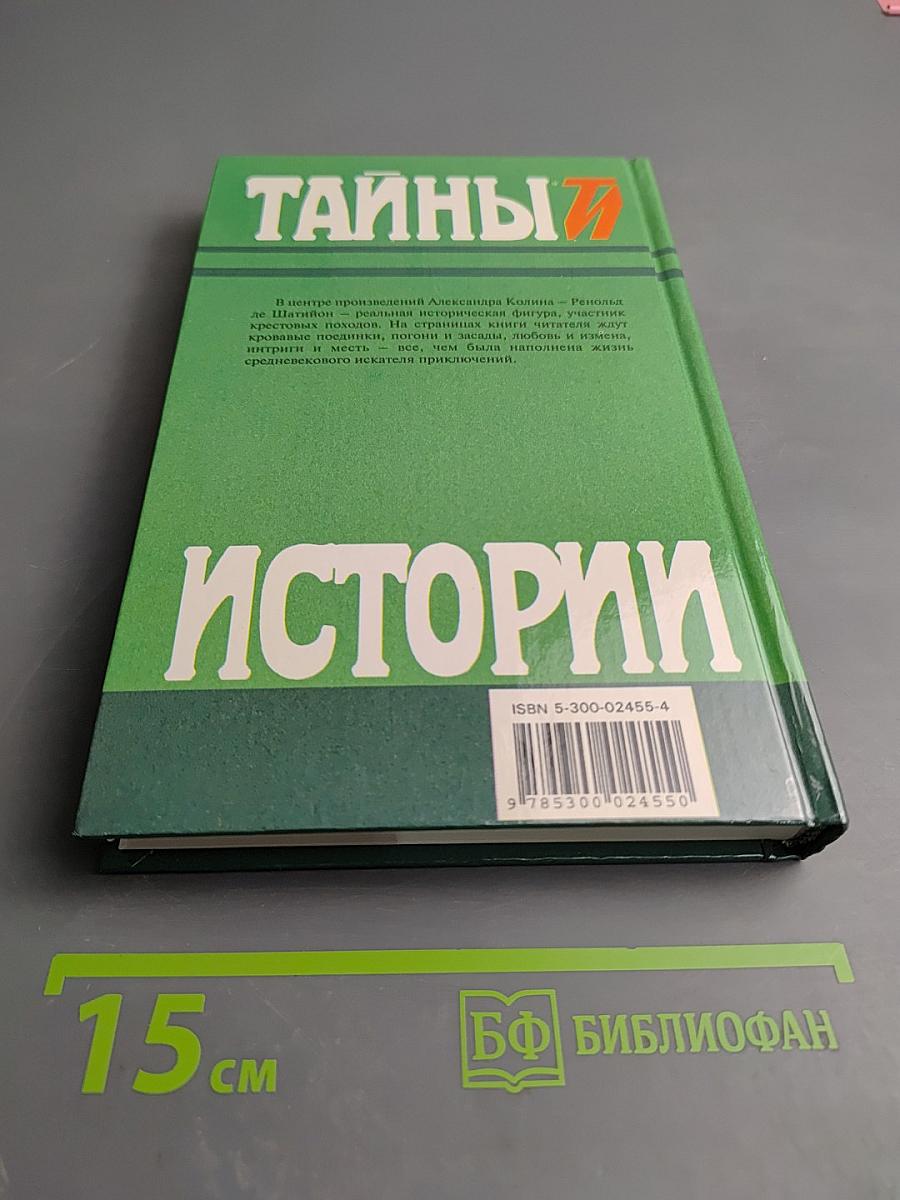 ТАЙНЫ ТИ
В центре произведений Александра Колина — Ренольд
де Шатийон — реальная историческая фигура, участник
крестовых походов. На страницах книги читателя ждут
кровавые поединки, погони и засады, любовь и измена,
интриги и месть — все, чем была наполнена жизнь
средневекового искателя приключений.
ИСТОРИИ
ISBN 5-300-02455-4
9 785300 024550
15 см
БФ БИБЛИОФАН